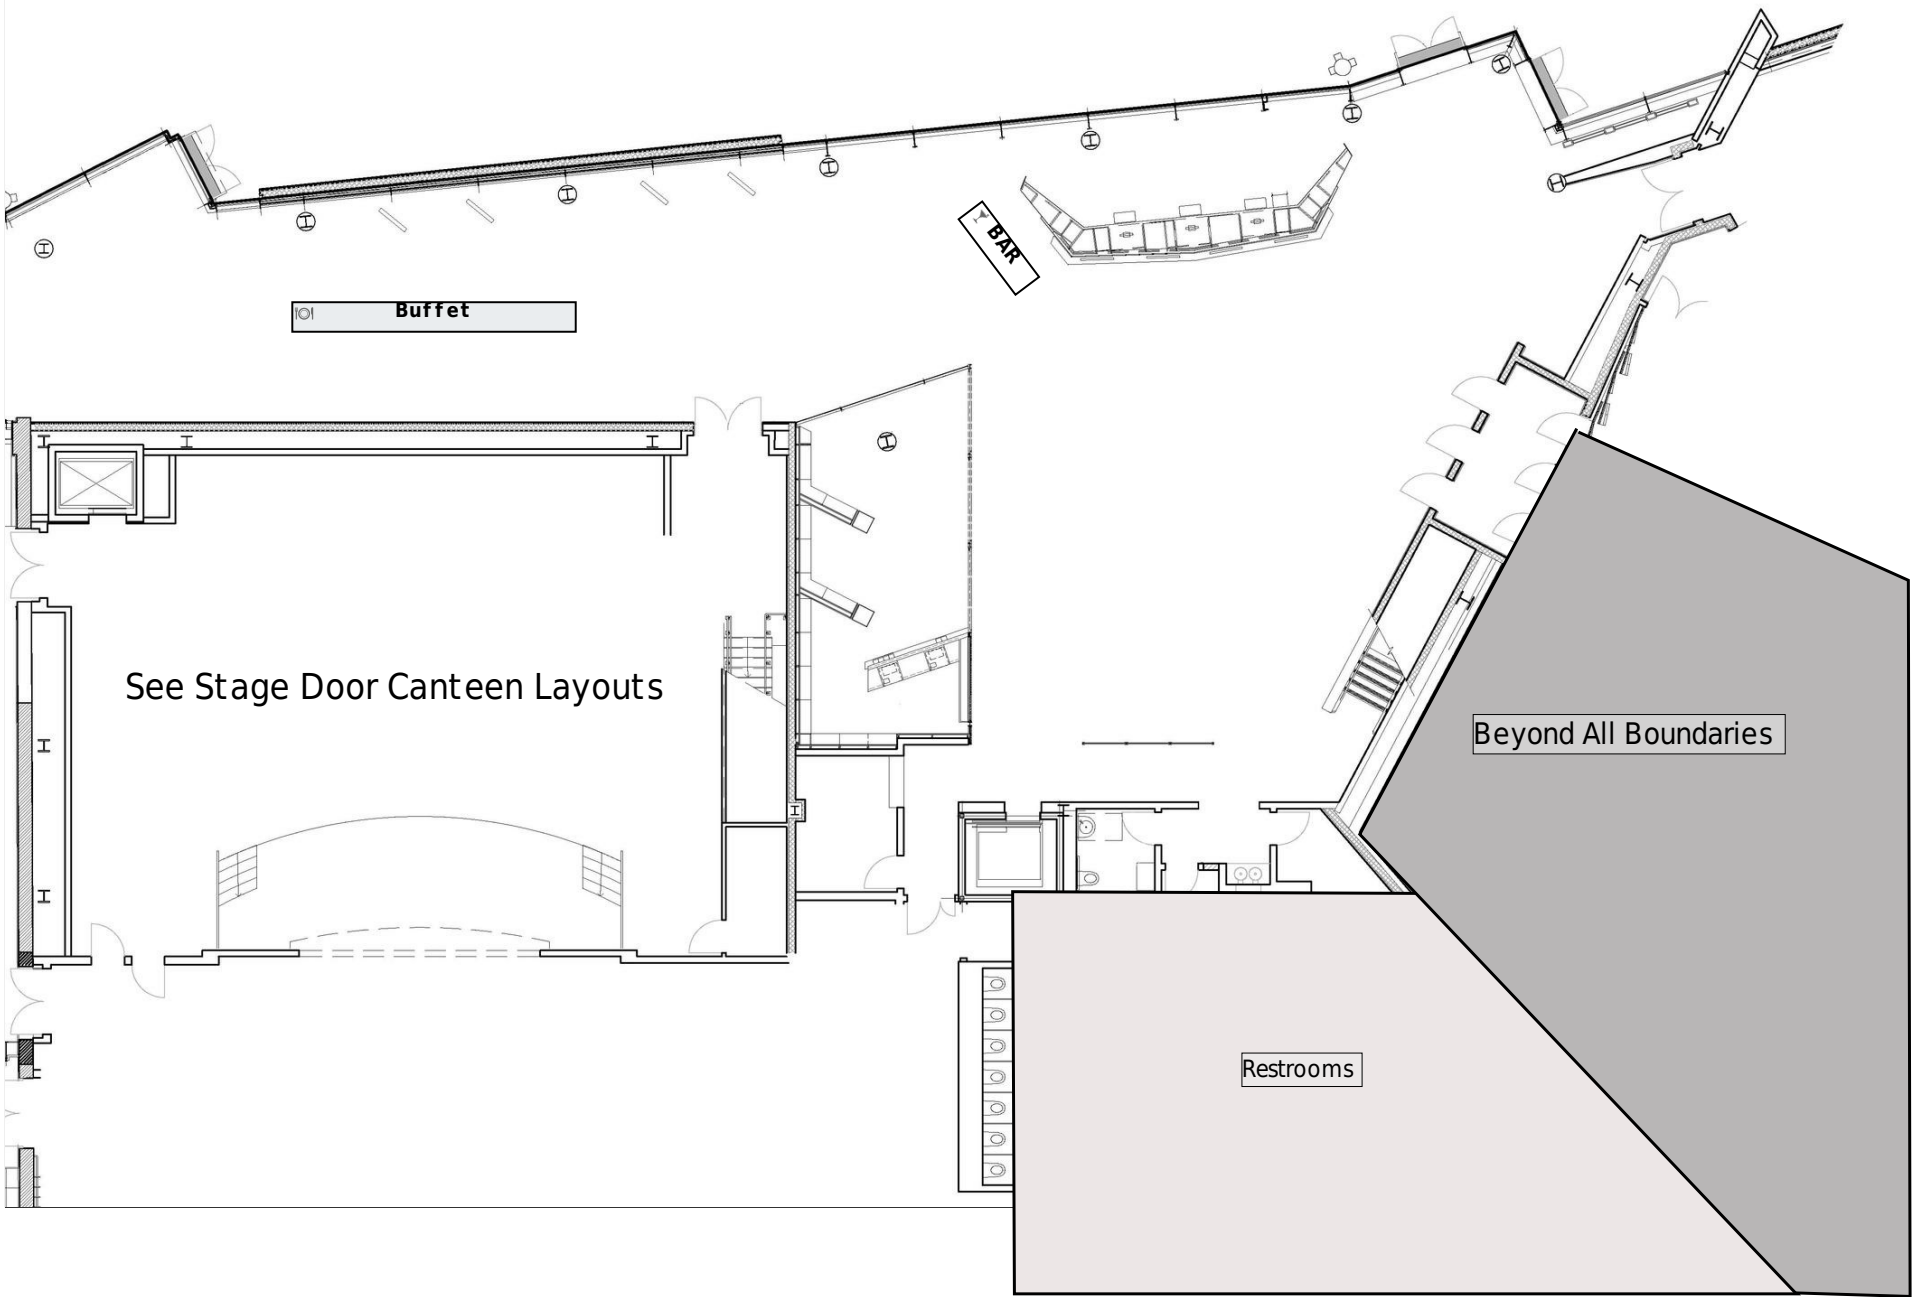 BAR
Buffet
See Stage Door Canteen Layouts
Beyond All Boundaries
Restrooms